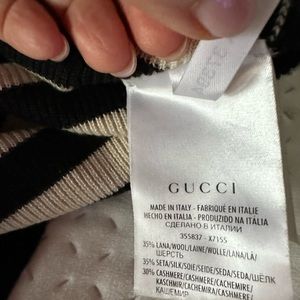 GUCCI
MADE IN ITALY - FABRIQUÉ EN ITALIE
HECHO EN ITALIA - PRODUZIDO NA ITÁLIA
СДЕЛАНО В ИТАЛИИ
355837 - X7155
35% LANA/WOOL/LAINE/WOLLE/LANA/LÃ/
ШЕРСТЬ
35% SETA/SILK/SOIE/SEIDE/SEDA/SEDA/ШЁЛК
30% CASHMERE/CASHMERE/CACHEMIRE/
KASCHMIR/CACHEMIRA/CASHMERE/
КАШЕМИР